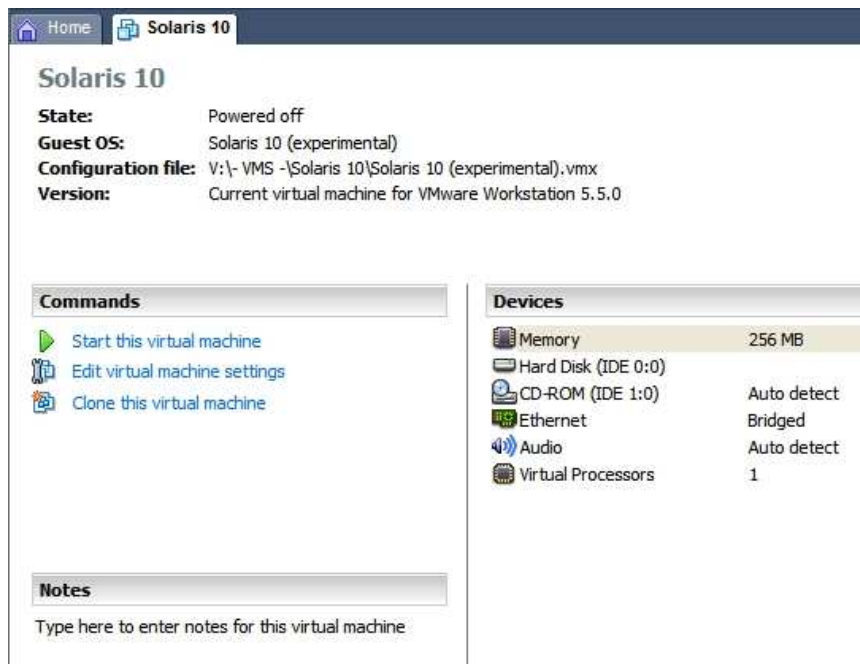 Home Solaris 10
Solaris 10
State: Powered off
Guest OS: Solaris 10 (experimental)
Configuration file: V:\- VMS -\Solaris 10\Solaris 10 (experimental).vmx
Version: Current virtual machine for VMware Workstation 5.5.0
Commands
Start this virtual machine
Edit virtual machine settings
Clone this virtual machine
Devices
Memory 256 MB
Hard Disk (IDE 0:0)
CD-ROM (IDE 1:0) Auto detect
Ethernet Bridged
Audio Auto detect
Virtual Processors 1
Notes
Type here to enter notes for this virtual machine